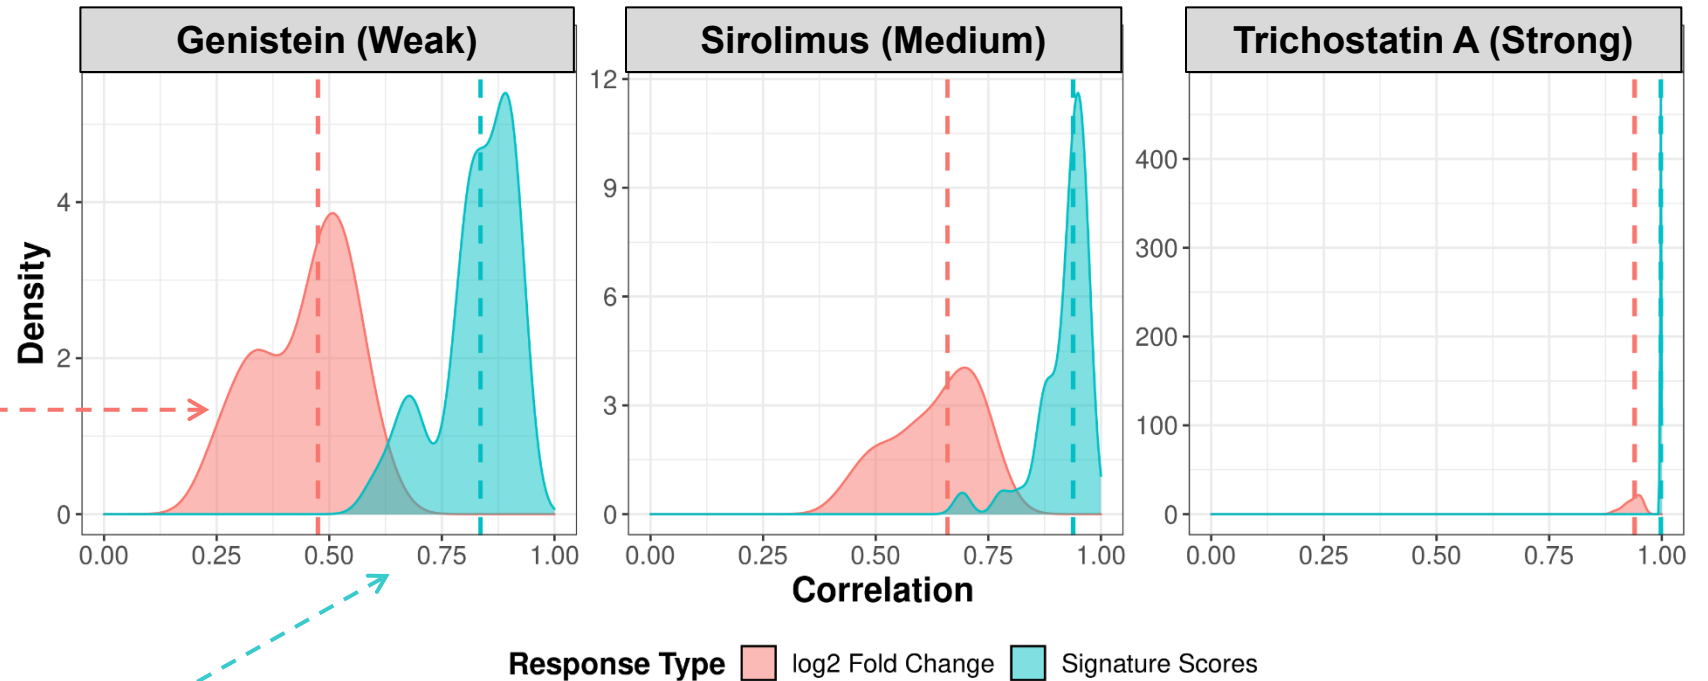 Genistein (Weak)
Sirolimus (Medium)
Trichostatin A (Strong)
Density
0
2
4
0.00 0.25 0.50 0.75 1.00
0
3
6
9
12
0.00 0.25 0.50 0.75 1.00
0
100
200
300
400
0.00 0.25 0.50 0.75 1.00
Correlation
Response Type log2 Fold Change Signature Scores